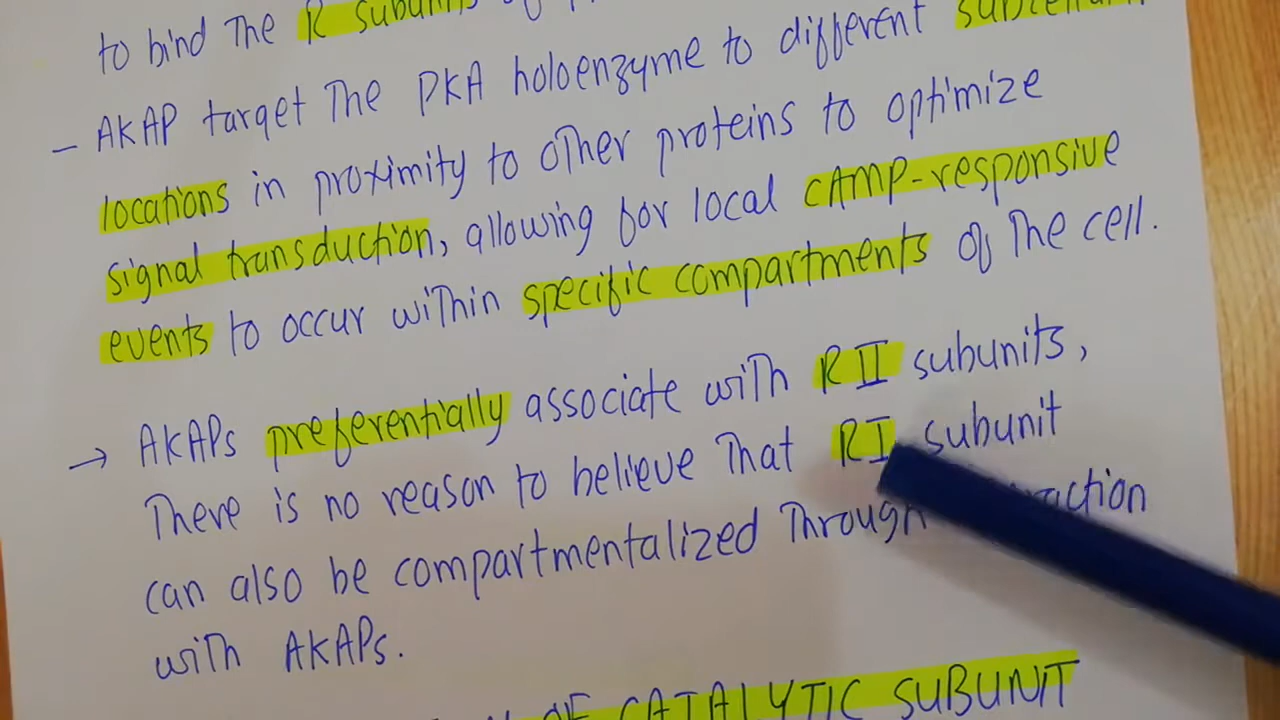 to bind The R subunits
- AKAP target The PKA holoenzyme to different
locations in proximity to other proteins to optimize
signal transduction, allowing for local cAMP-responsive
events to occur within specific compartments of The cell.
→ AKAPs preferentially associate with RII subunits,
There is no reason to believe That RI subunit
can also be compartmentalized Through
with AKAPs.
OF CATALYTIC SUBUNIT